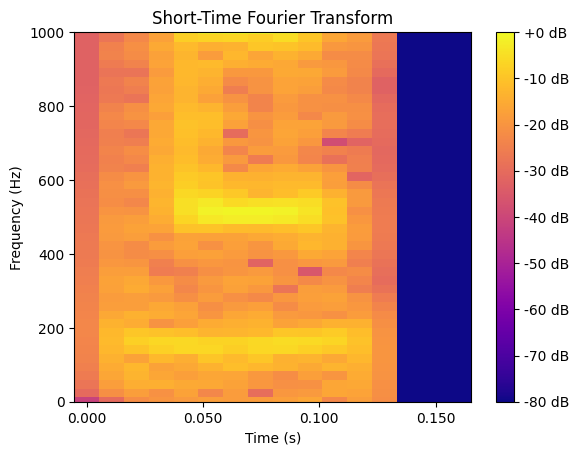 Short-Time Fourier Transform
1000
800
600
400
200
0
Frequency (Hz)
0.000
0.050
0.100
0.150
Time (s)
+0 dB
-10 dB
-20 dB
-30 dB
-40 dB
-50 dB
-60 dB
-70 dB
-80 dB